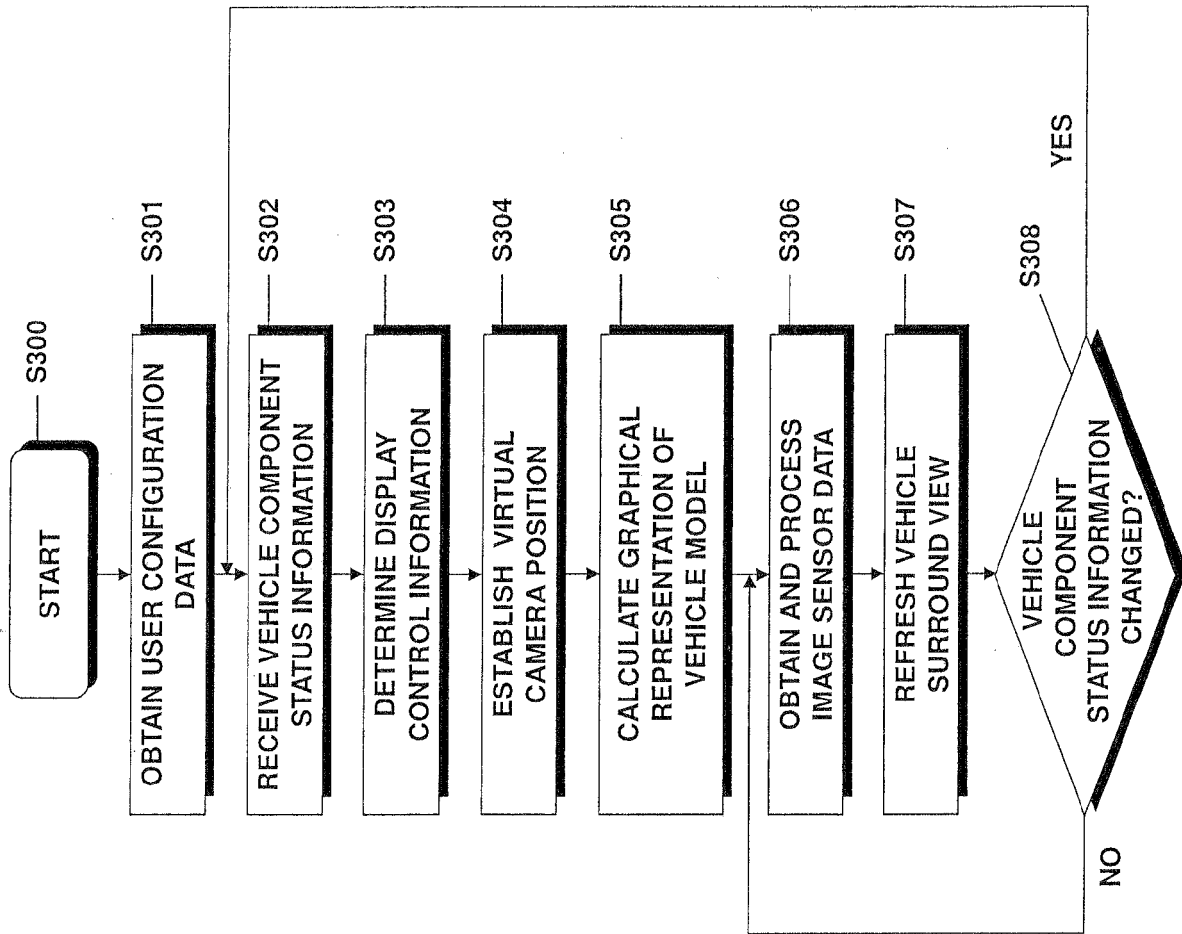 START
S300
OBTAIN USER CONFIGURATION
DATA
S301
RECEIVE VEHICLE COMPONENT
STATUS INFORMATION
S302
DETERMINE DISPLAY
CONTROL INFORMATION
S303
ESTABLISH VIRTUAL
CAMERA POSITION
S304
CALCULATE GRAPHICAL
REPRESENTATION OF
VEHICLE MODEL
S305
OBTAIN AND PROCESS
IMAGE SENSOR DATA
S306
REFRESH VEHICLE
SURROUND VIEW
S307
VEHICLE
COMPONENT
STATUS INFORMATION
CHANGED?
S308
YES
NO